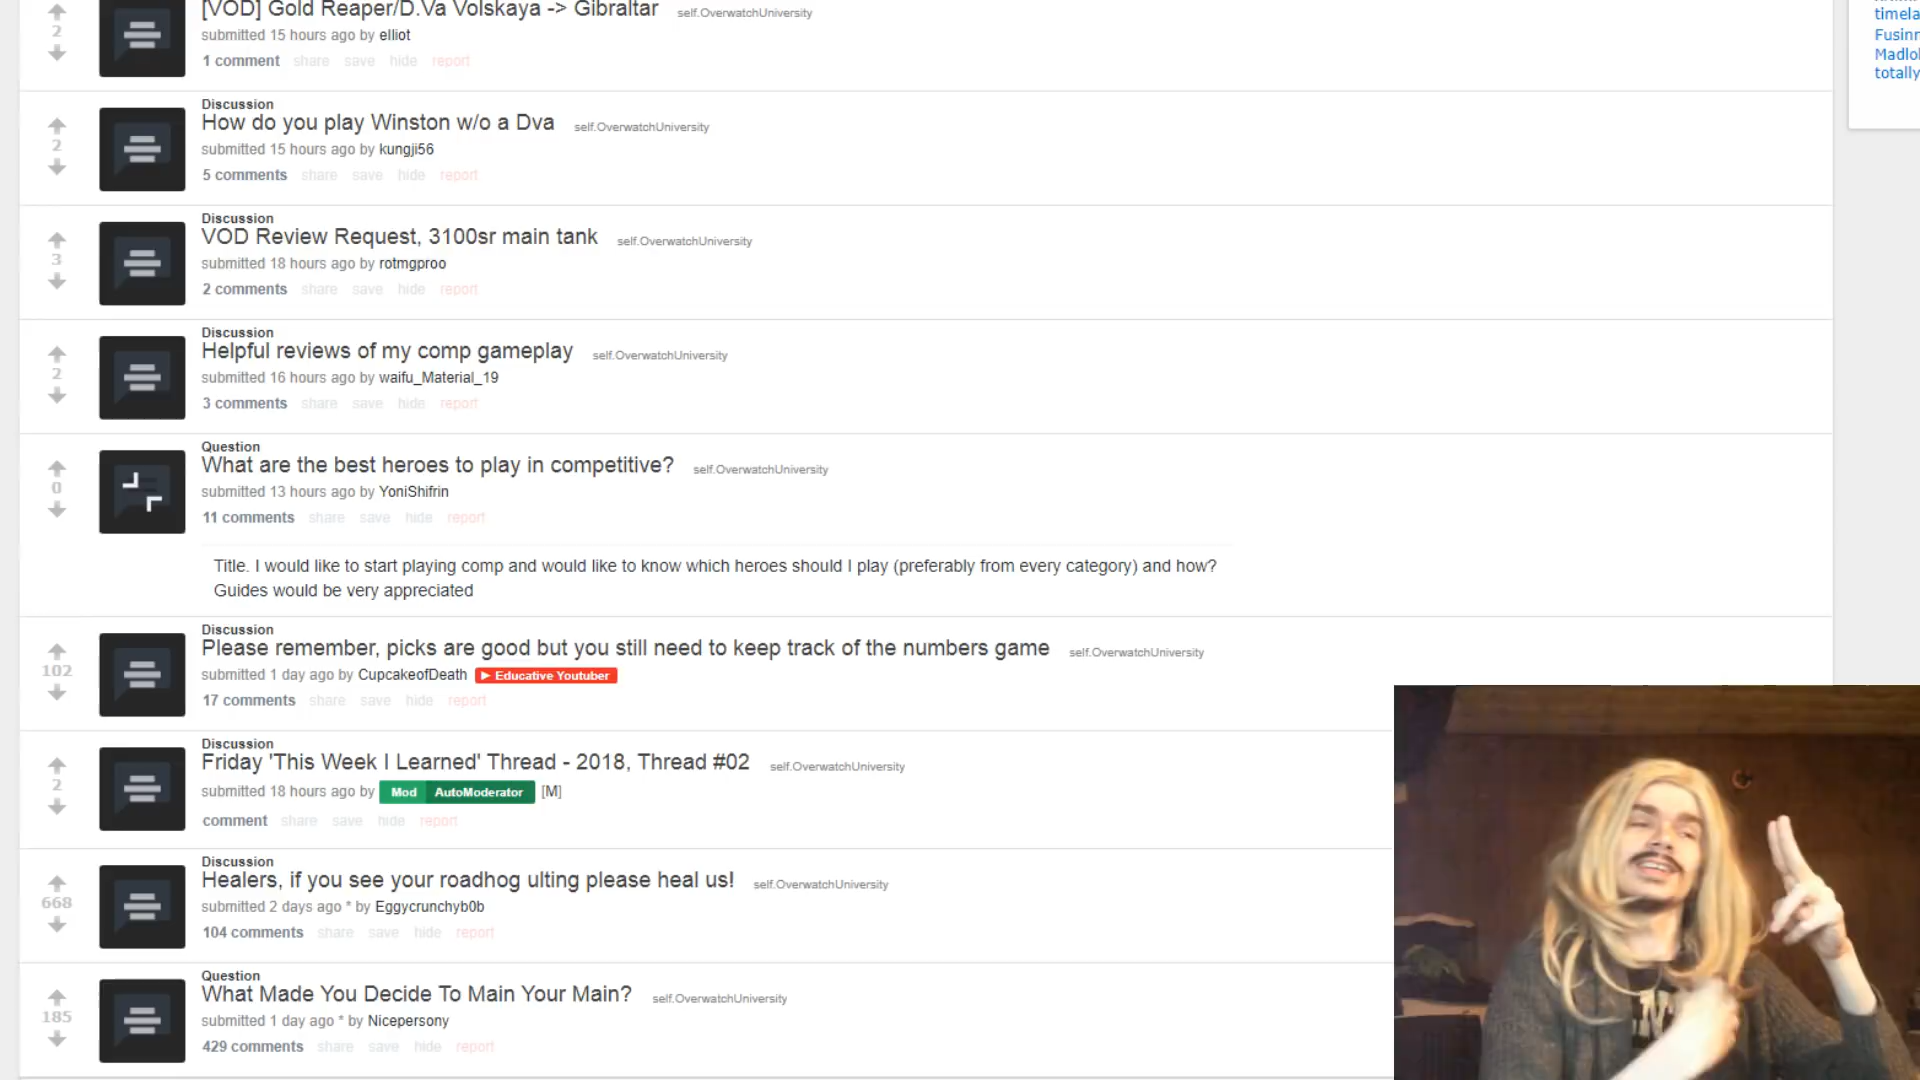 [VOD] Gold Reaper/D.Va Volskaya -> Gibraltar self.OverwatchUniversity
2
submitted 15 hours ago by elliot
1 comment share save hide report
Discussion
How do you play Winston w/o a Dva self.OverwatchUniversity
2
submitted 15 hours ago by kungji56
5 comments share save hide report
Discussion
VOD Review Request, 3100sr main tank self.OverwatchUniversity
3
submitted 18 hours ago by rotmgproo
2 comments share save hide report
Discussion
Helpful reviews of my comp gameplay self.OverwatchUniversity
2
submitted 16 hours ago by waifu_Material_19
3 comments share save hide report
Question
What are the best heroes to play in competitive? self.OverwatchUniversity
0
submitted 13 hours ago by YoniShifrin
11 comments share save hide report
Title. I would like to start playing comp and would like to know which heroes should I play (preferably from every category) and how?
Guides would be very appreciated
Discussion
Please remember, picks are good but you still need to keep track of the numbers game self.OverwatchUniversity
102
submitted 1 day ago by CupcakeofDeath ▶ Educative Youtuber
17 comments share save hide report
Discussion
Friday 'This Week I Learned' Thread - 2018, Thread #02 self.OverwatchUniversity
2
submitted 18 hours ago by Mod AutoModerator [M]
comment share save hide report
Discussion
Healers, if you see your roadhog ulting please heal us! self.OverwatchUniversity
668
submitted 2 days ago * by Eggycrunchyb0b
104 comments share save hide report
Question
What Made You Decide To Main Your Main? self.OverwatchUniversity
185
submitted 1 day ago * by Nicepersony
429 comments share save hide report
timela
Fusinn
Madlol
totally